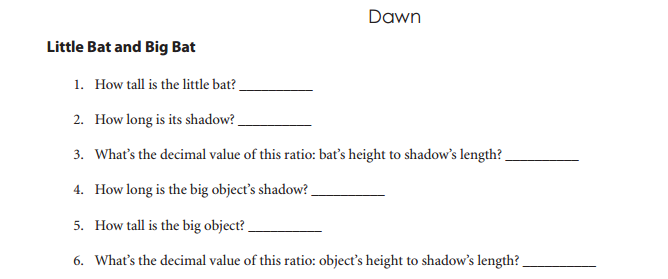 Dawn
Little Bat and Big Bat
1. How tall is the little bat? __________
2. How long is its shadow? __________
3. What’s the decimal value of this ratio: bat’s height to shadow’s length? __________
4. How long is the big object’s shadow? __________
5. How tall is the big object? __________
6. What’s the decimal value of this ratio: object’s height to shadow’s length? __________